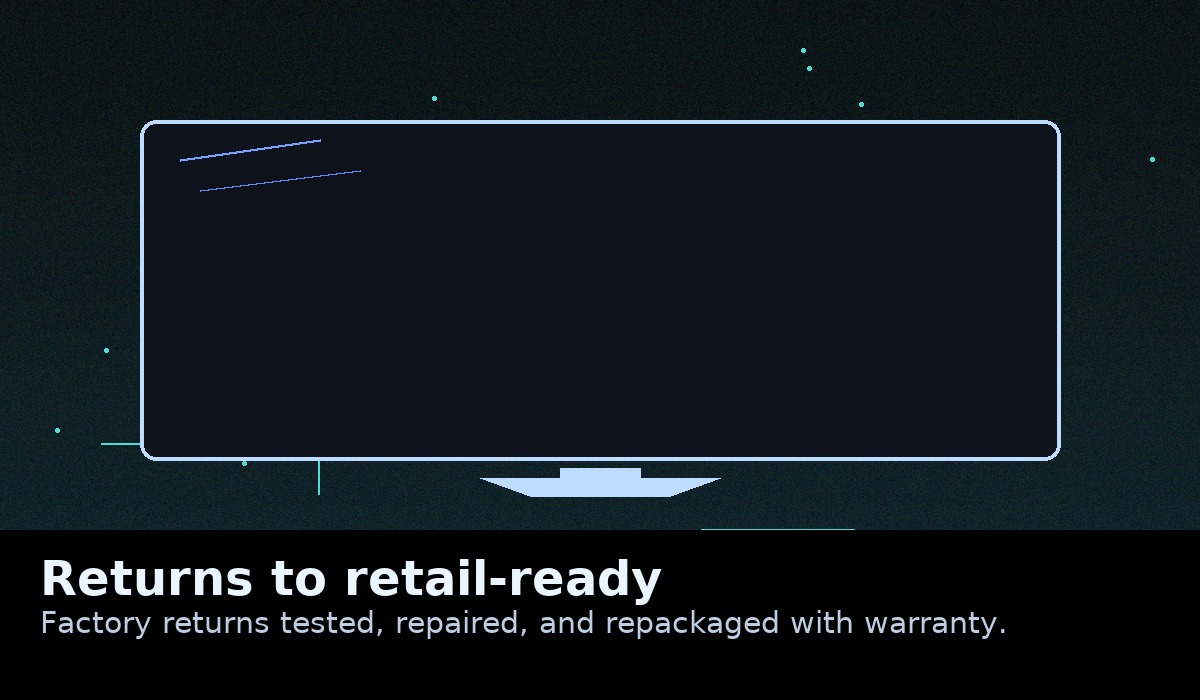 Returns to retail-ready
Factory returns tested, repaired, and repackaged with warranty.